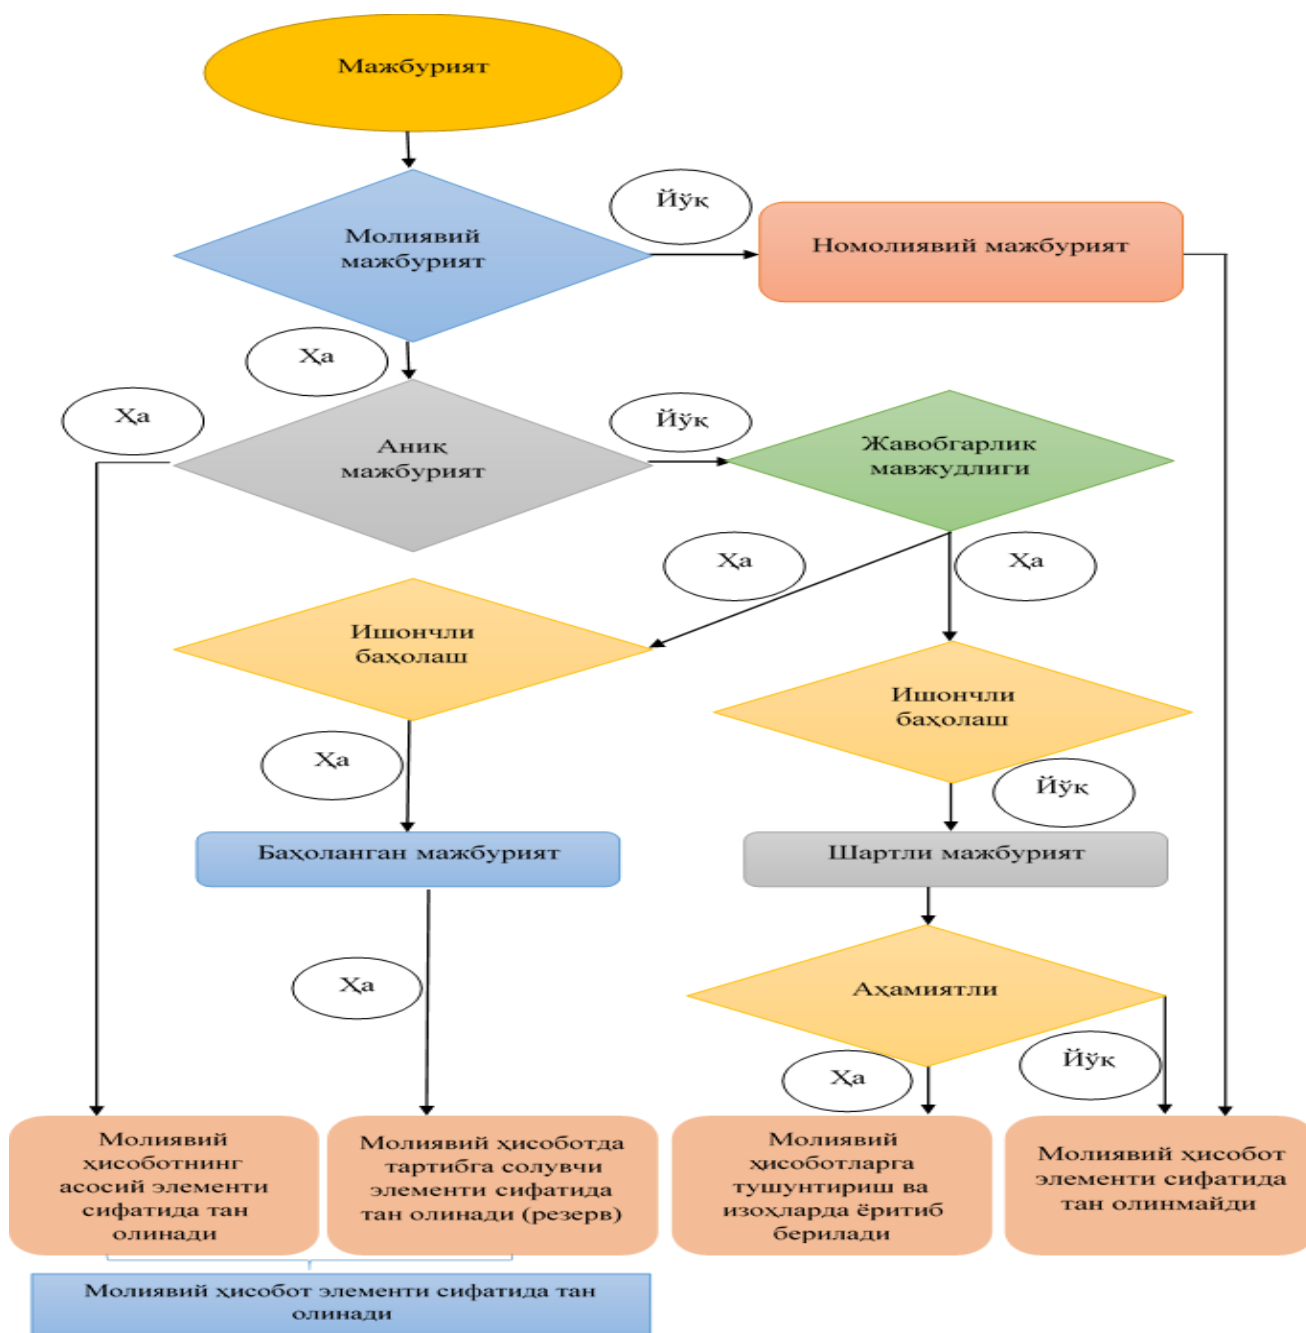 Мажбурият
Йўқ
Молиявий
мажбурият
Номолиявий мажбурият
Ҳа
Ҳа
Йўқ
Аниқ
мажбурият
Жавобгарлик
мавжудлиги
Ҳа
Ҳа
Ишончли
баҳолаш
Ишончли
баҳолаш
Ҳа
Йўқ
Баҳоланган мажбурият
Шартли мажбурият
Ҳа
Аҳамиятли
Ҳа
Йўқ
Молиявий
ҳисоботнинг
асосий элементи
сифатида тан
олинади
Молиявий ҳисоботда
тартибга солувчи
элементи сифатида
тан олинади (резерв)
Молиявий
ҳисоботларга
тушунтириш ва
изоҳларда ёритиб
берилади
Молиявий ҳисобот
элементи сифатида
тан олинмайди
Молиявий ҳисобот элементи сифатида тан
олинади